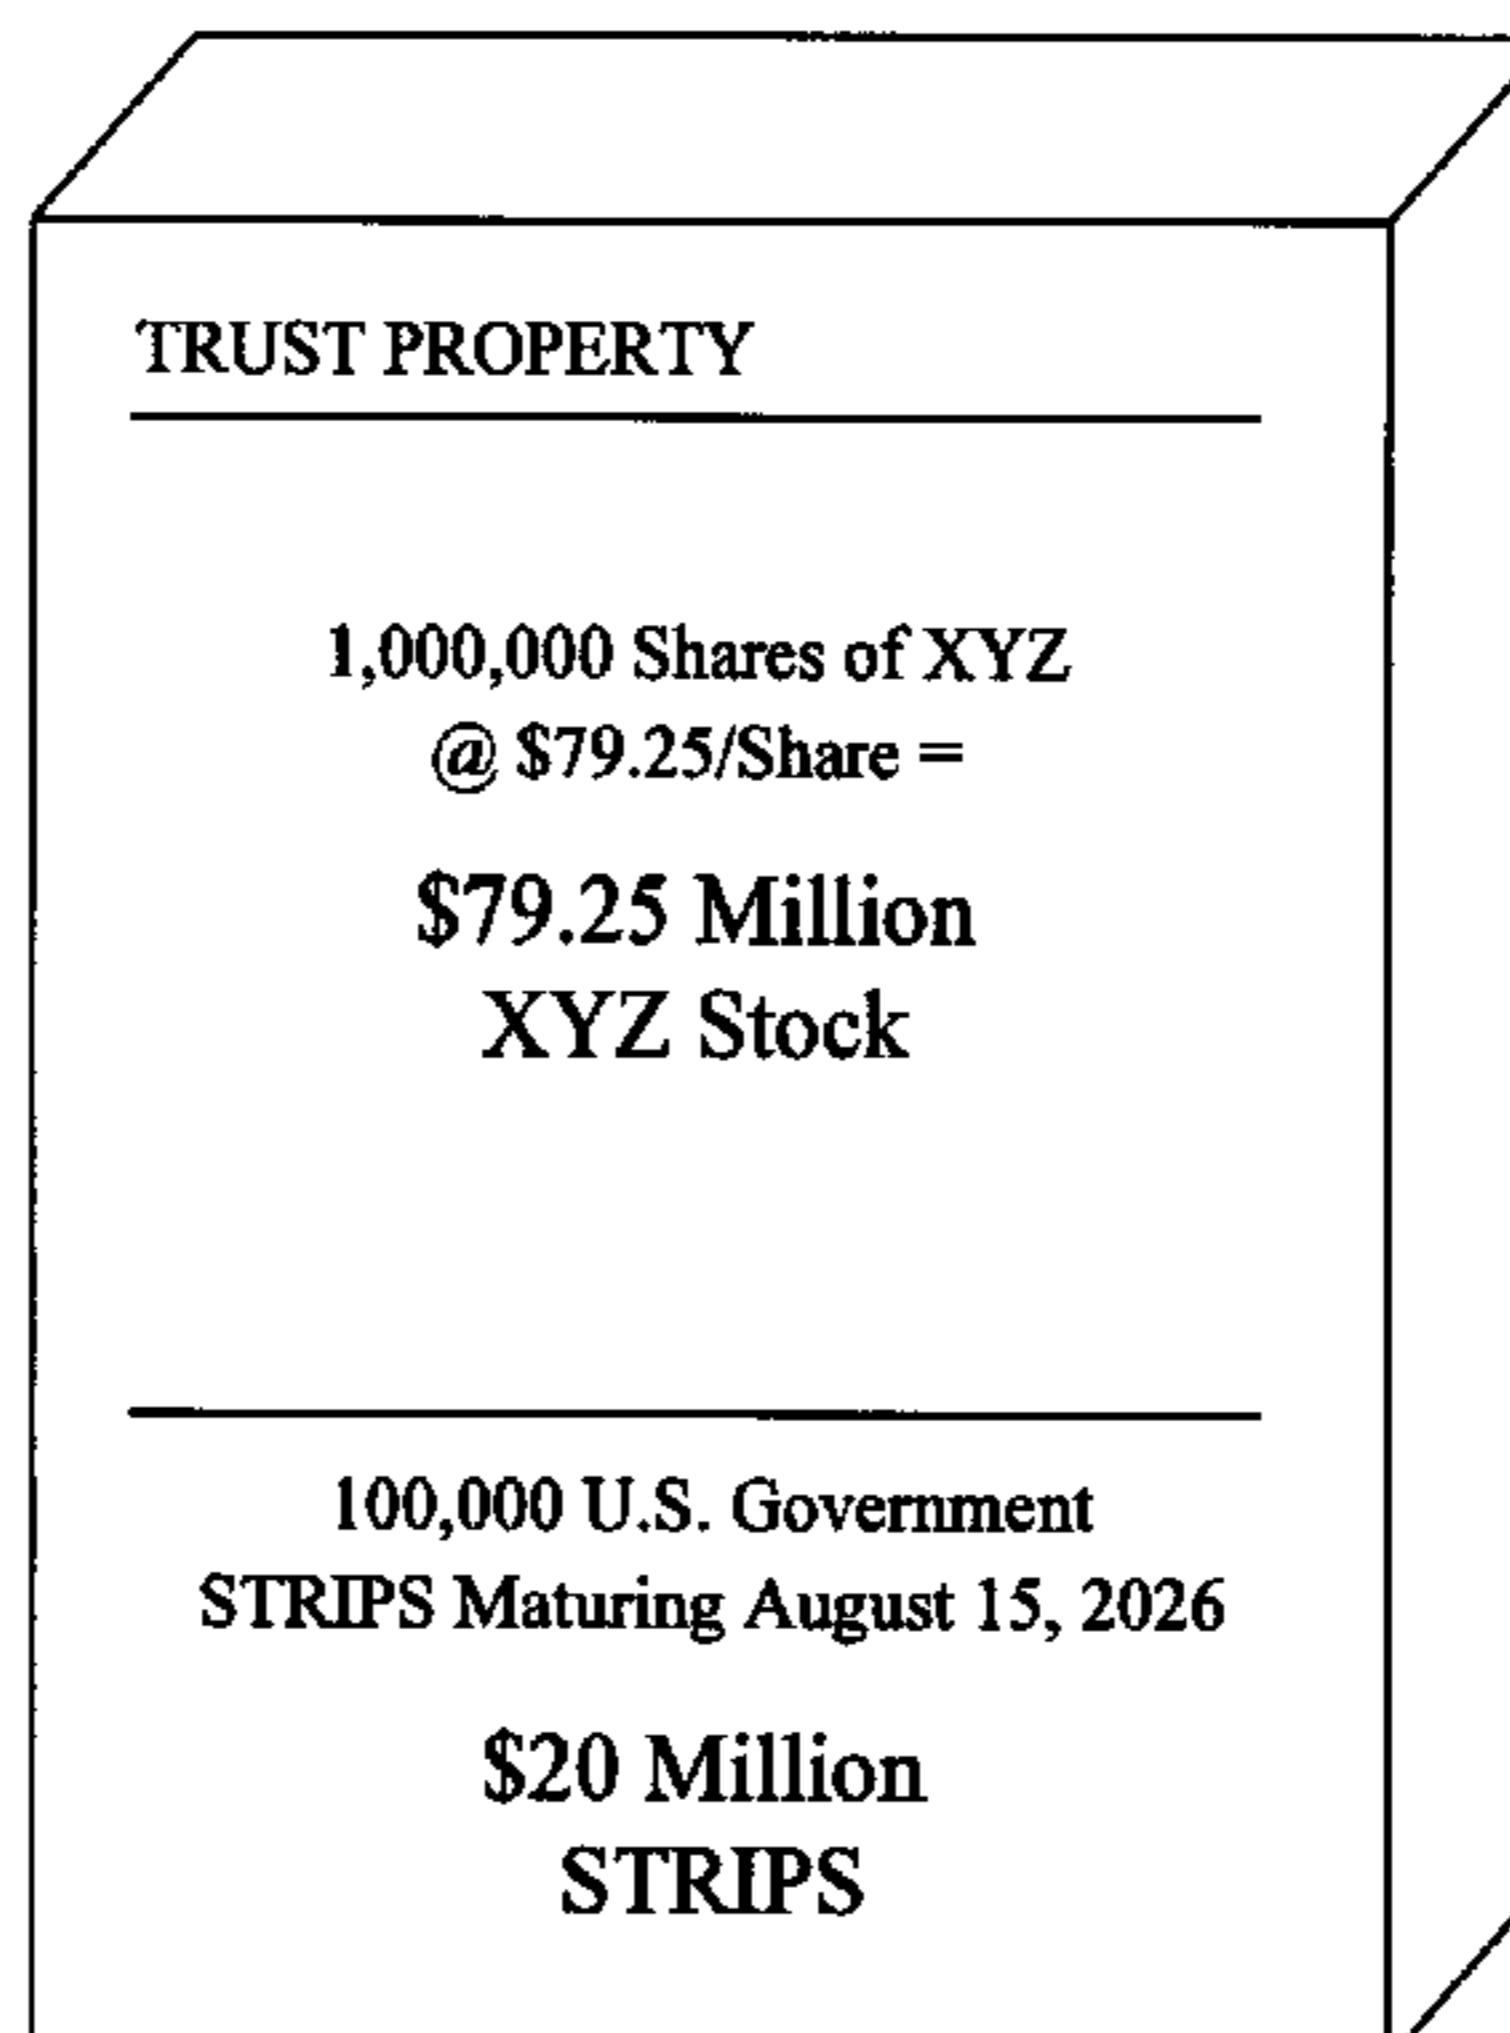 TRUST PROPERTY
1,000,000 Shares of XYZ
@ $79.25/Share =
$79.25 Million
XYZ Stock
100,000 U.S. Government
STRIPS Maturing August 15, 2026
$20 Million
STRIPS